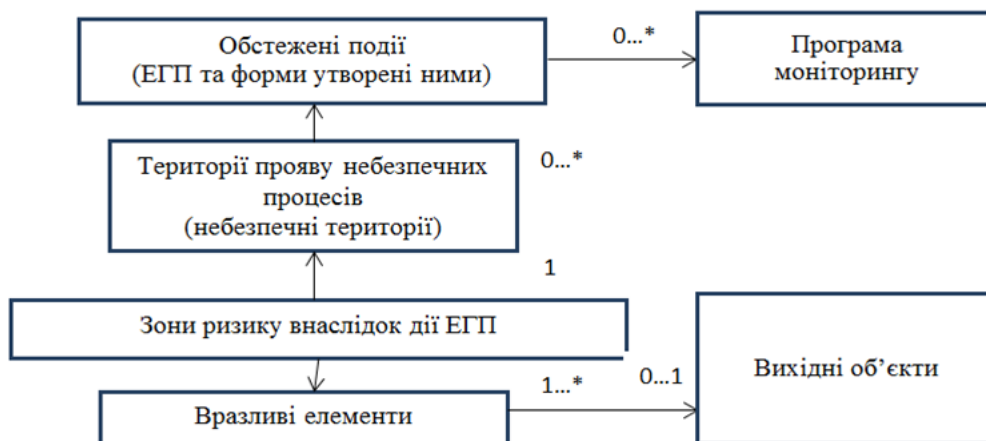 Обстежені події
(ЕГП та форми утворені ними)
0...*
Програма
моніторингу
Території прояву небезпечних
процесів
(небезпечні території)
0...*
1
Зони ризику внаслідок дії ЕГП
Вразливі елементи
1...*
0...1
Вихідні об’єкти